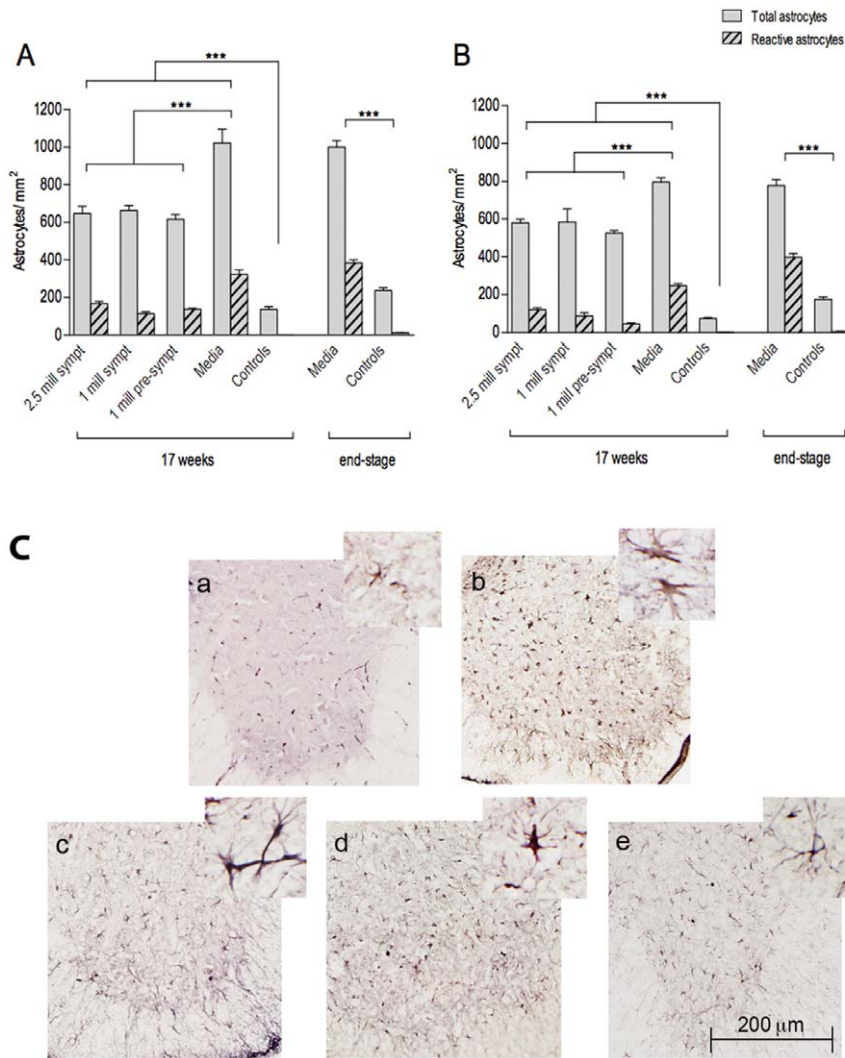 Total astrocytes
Reactive astrocytes
A
***
***
***
1200
1000
800
600
400
200
0
Astrocytes/ mm²
2.5 mill sympt
1 mill sympt
1 mill pre-sympt
Media
Controls
Media
Controls
17 weeks
end-stage
B
***
***
***
1200
1000
800
600
400
200
0
Astrocytes/ mm²
2.5 mill sympt
1 mill sympt
1 mill pre-sympt
Media
Controls
Media
Controls
17 weeks
end-stage
C
a
b
c
d
e
200 μm